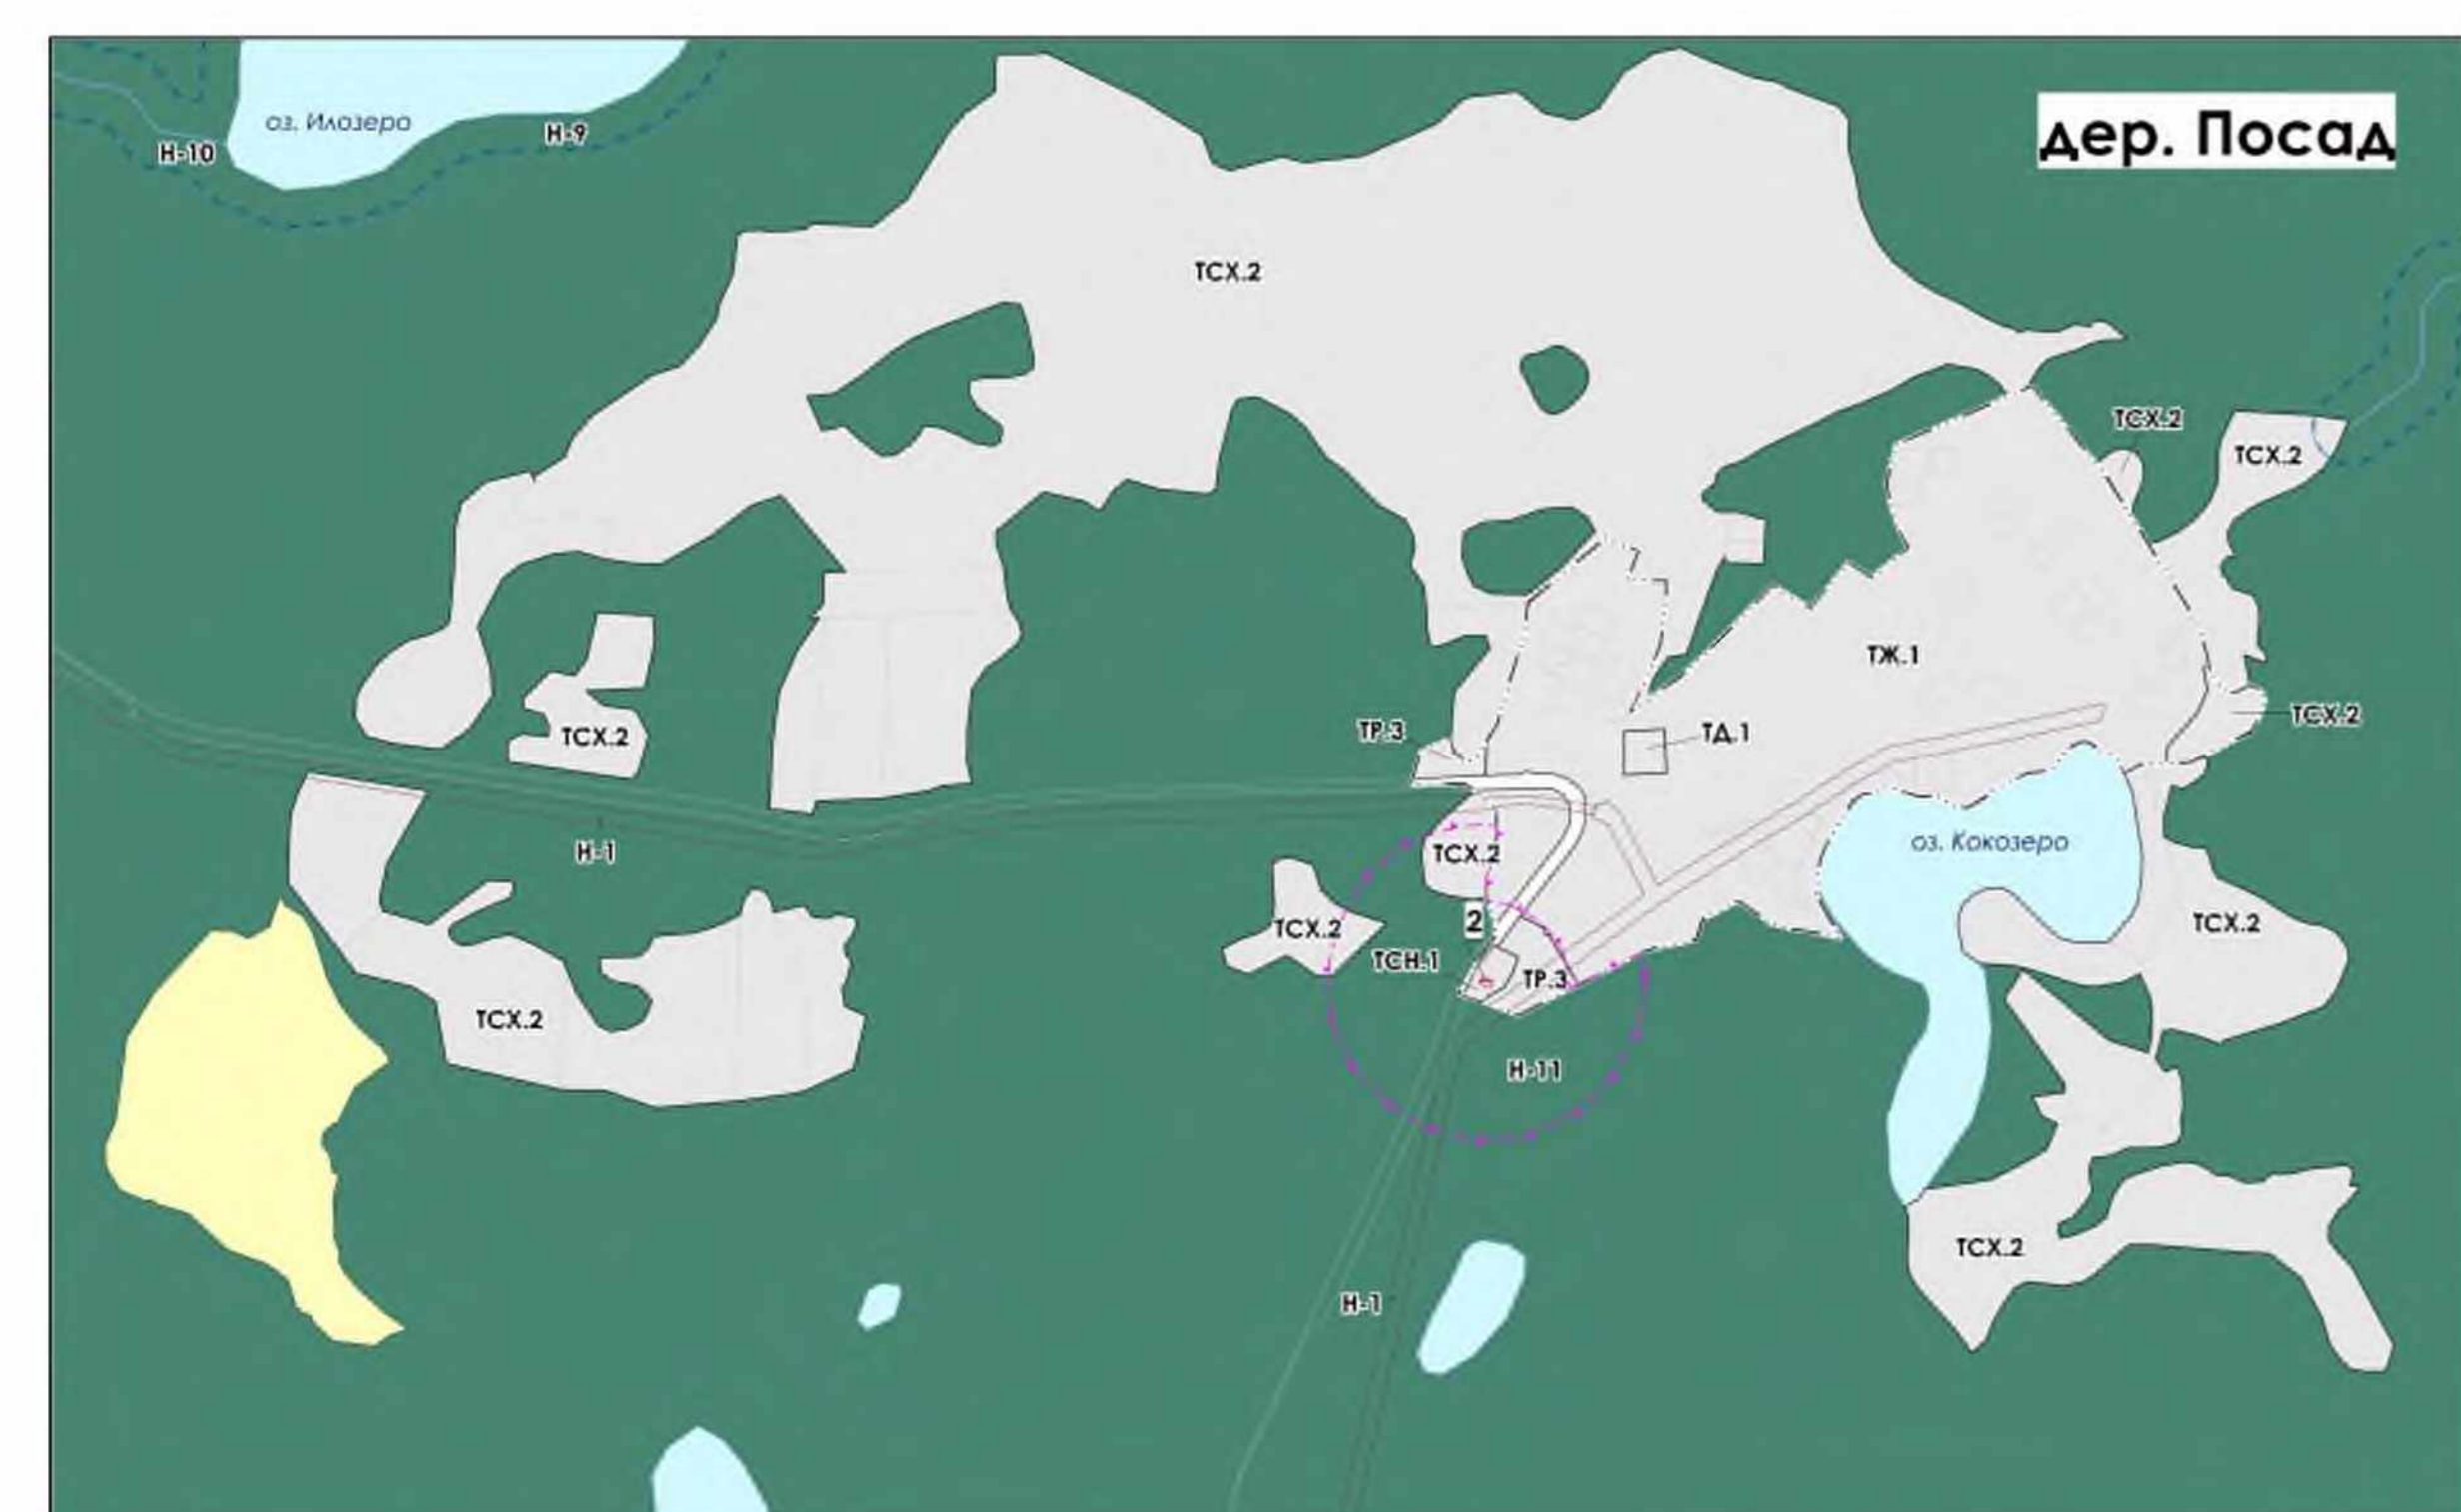 дер. Посад
оз. Илозеро
Н-9
Н-10
ТСХ.2
ТСХ.2
ТСХ.2
ТЖ.1
ТСХ.2
ТР.3
ТД.1
ТСХ.2
Н-1
ТСХ.2
оз. Кокозеро
ТСХ.2
2
ТСХ.2
ТСН.1
ТР.3
ТСХ.2
Н-11
ТСХ.2
Н-1